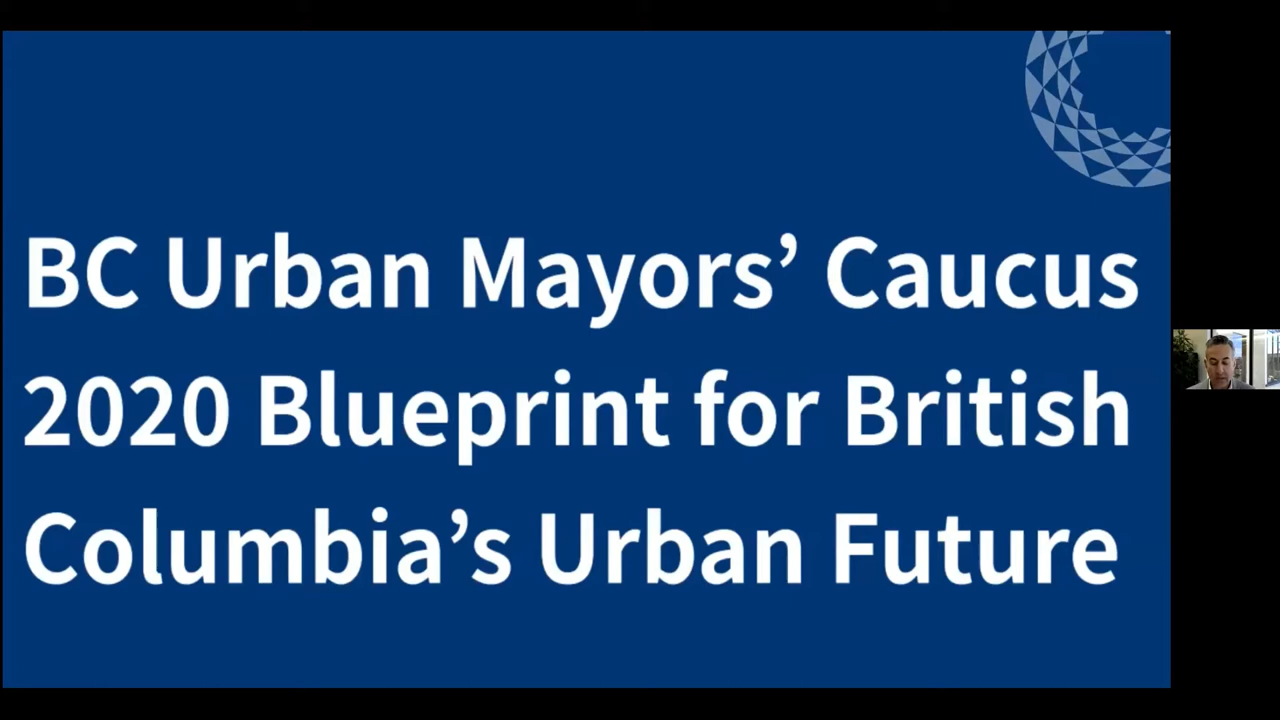 BC Urban Mayors’ Caucus
2020 Blueprint for British
Columbia’s Urban Future